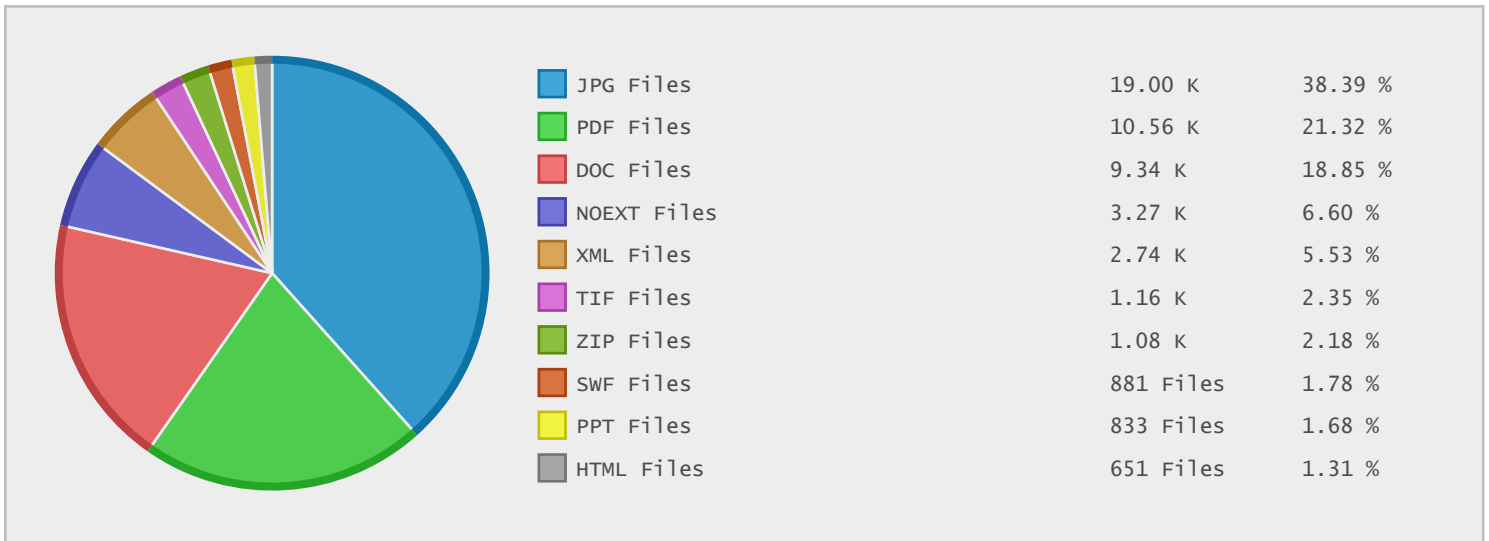 JPG Files 19.00 K 38.39 %
PDF Files 10.56 K 21.32 %
DOC Files 9.34 K 18.85 %
NOEXT Files 3.27 K 6.60 %
XML Files 2.74 K 5.53 %
TIF Files 1.16 K 2.35 %
ZIP Files 1.08 K 2.18 %
SWF Files 881 Files 1.78 %
PPT Files 833 Files 1.68 %
HTML Files 651 Files 1.31 %